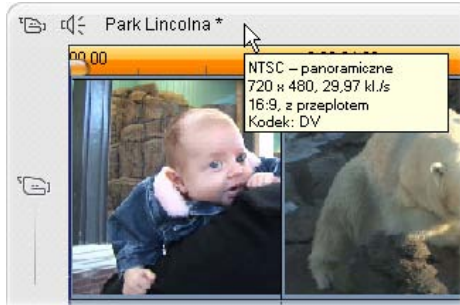 Park Lincolna *
00,00
NTSC – panoramiczne
720 x 480, 29,97 kl./s
16:9, z przeplotem
Kodek: DV